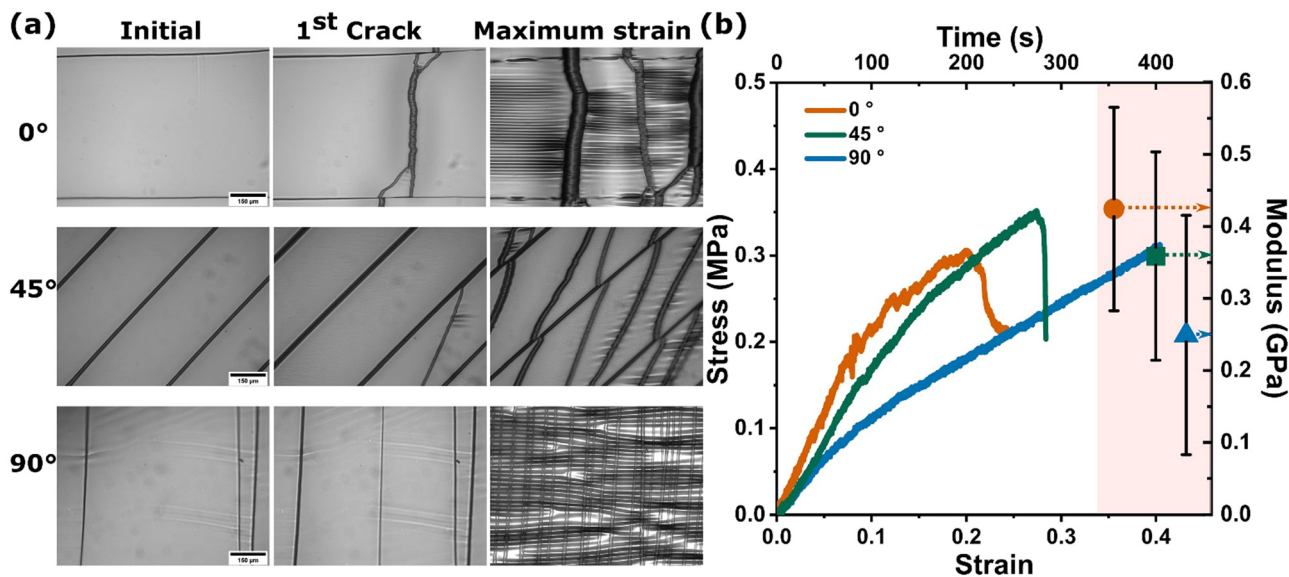 (a)
Initial
1st Crack
Maximum strain
0°
150 µm
45°
150 µm
90°
150 µm
(b)
Time (s)
0 100 200 300 400
0 °
45 °
90 °
Stress (MPa)
0.5
0.4
0.3
0.2
0.1
0.0
Modulus (GPa)
0.6
0.5
0.4
0.3
0.2
0.1
0.0
0.0 0.1 0.2 0.3 0.4
Strain